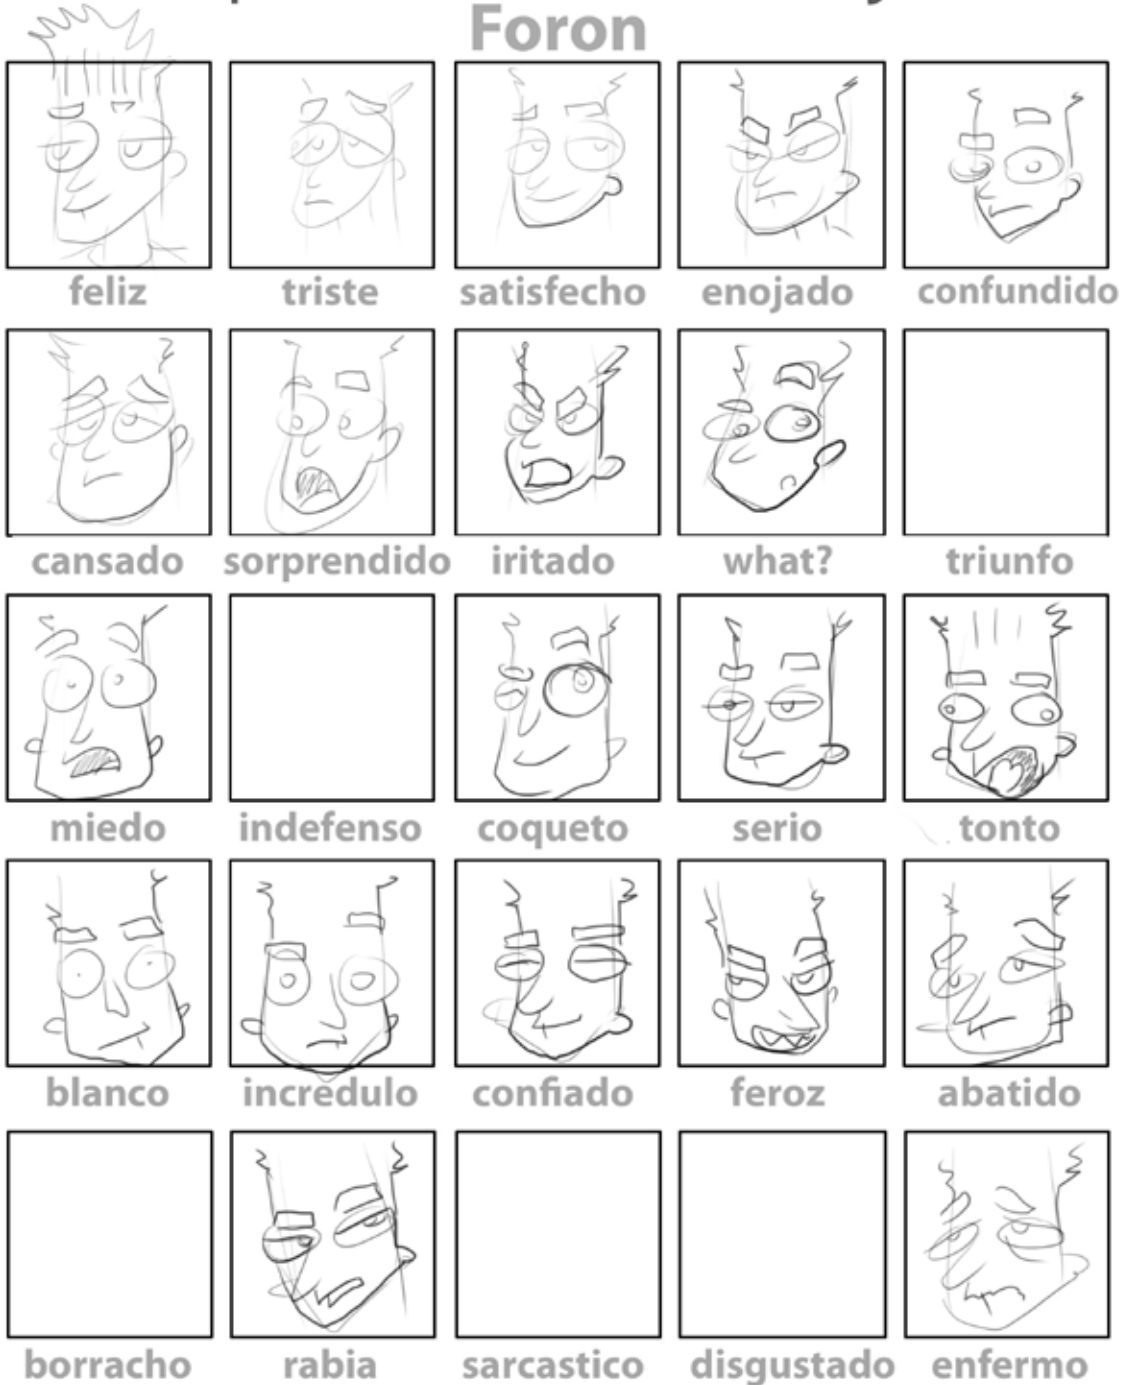 Foron
feliz triste satisfecho enojado confundido
cansado sorprendido iritado what? triunfo
miedo indefenso coqueto serio tonto
blanco incredulo confiado feroz abatido
borracho rabia sarcastico disgustado enfermo